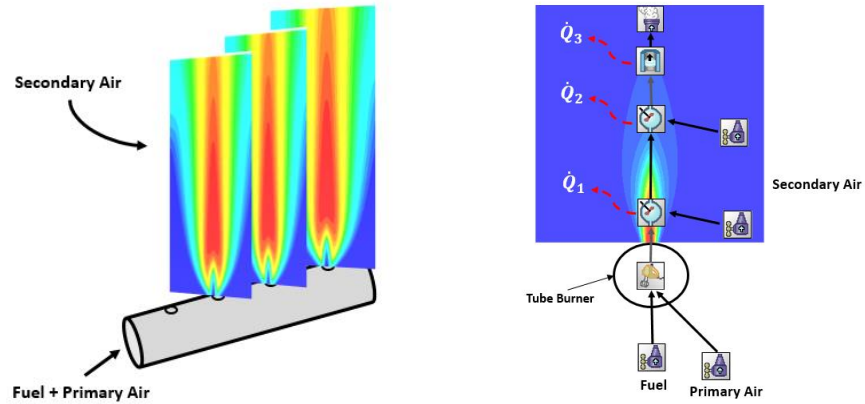 Secondary Air
Fuel + Primary Air
Q̇₃
Q̇₂
Q̇₁
Secondary Air
Tube Burner
Fuel
Primary Air